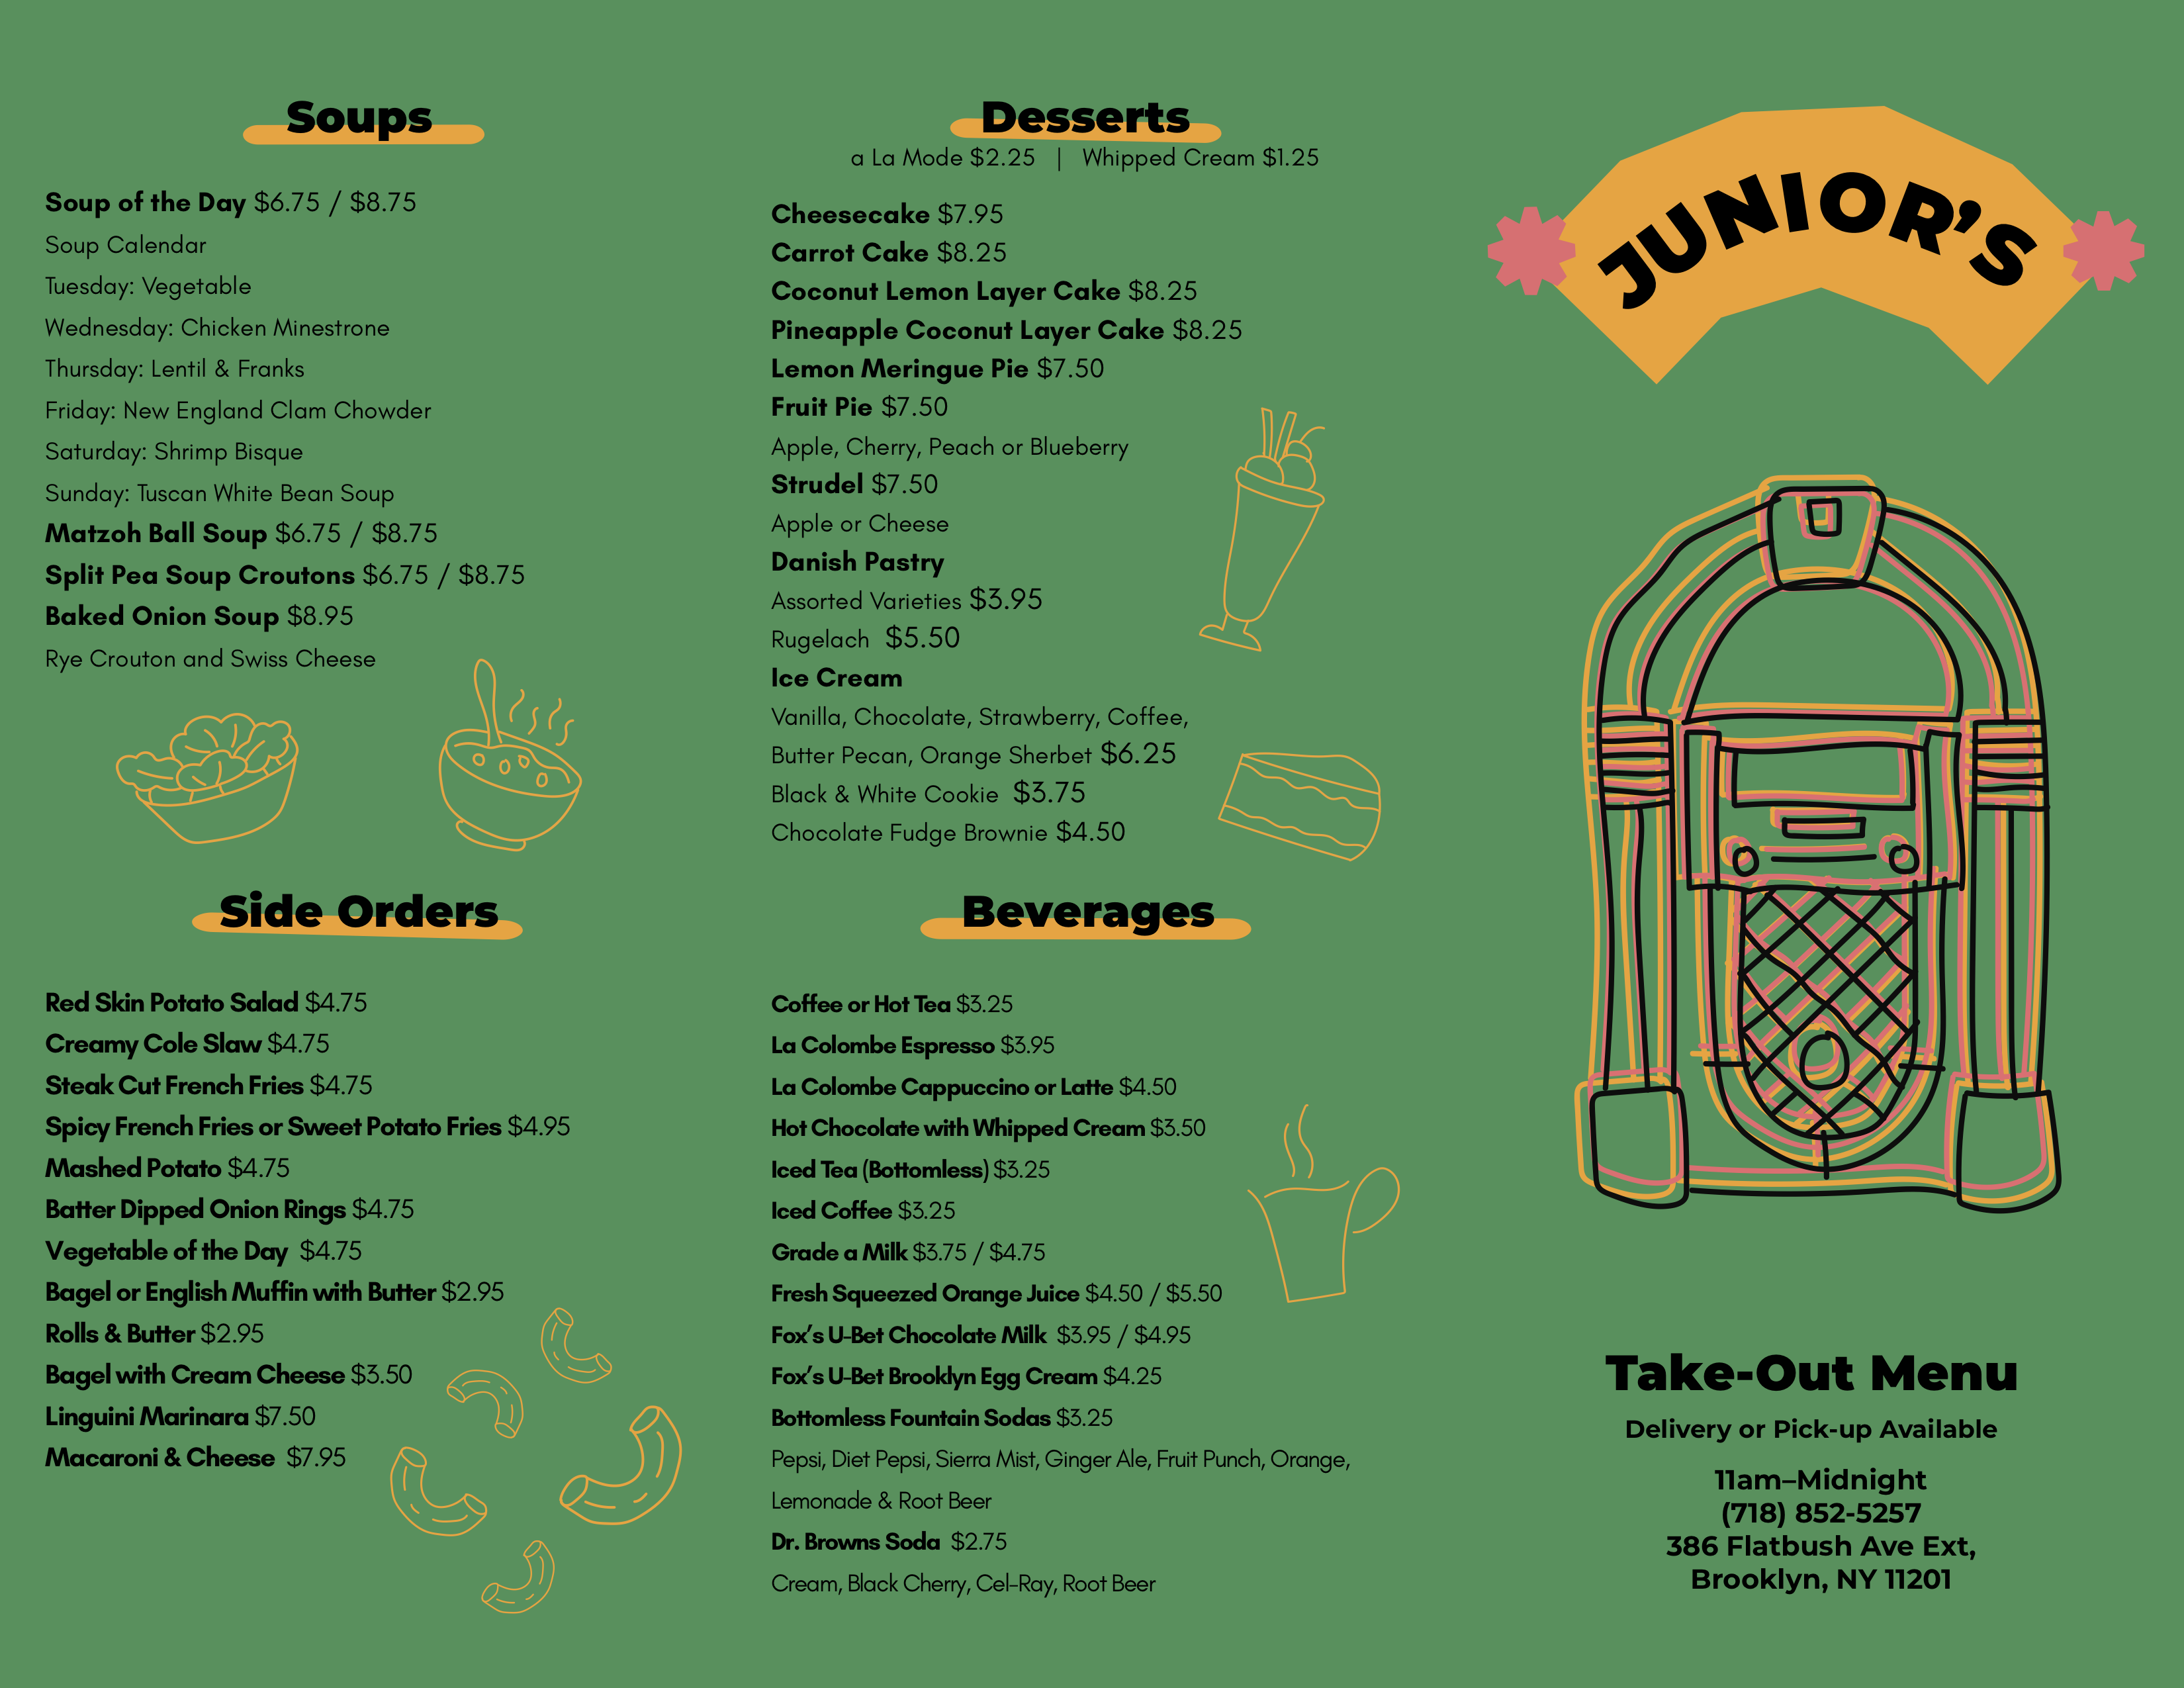 Soups
Soup of the Day $6.75 / $8.75
Soup Calendar
Tuesday: Vegetable
Wednesday: Chicken Minestrone
Thursday: Lentil & Franks
Friday: New England Clam Chowder
Saturday: Shrimp Bisque
Sunday: Tuscan White Bean Soup
Matzoh Ball Soup $6.75 / $8.75
Split Pea Soup Croutons $6.75 / $8.75
Baked Onion Soup $8.95
Rye Crouton and Swiss Cheese
Side Orders
Red Skin Potato Salad $4.75
Creamy Cole Slaw $4.75
Steak Cut French Fries $4.75
Spicy French Fries or Sweet Potato Fries $4.95
Mashed Potato $4.75
Batter Dipped Onion Rings $4.75
Vegetable of the Day $4.75
Bagel or English Muffin with Butter $2.95
Rolls & Butter $2.95
Bagel with Cream Cheese $3.50
Linguini Marinara $7.50
Macaroni & Cheese $7.95
Desserts
a La Mode $2.25 | Whipped Cream $1.25
Cheesecake $7.95
Carrot Cake $8.25
Coconut Lemon Layer Cake $8.25
Pineapple Coconut Layer Cake $8.25
Lemon Meringue Pie $7.50
Fruit Pie $7.50
Apple, Cherry, Peach or Blueberry
Strudel $7.50
Apple or Cheese
Danish Pastry
Assorted Varieties $3.95
Rugelach $5.50
Ice Cream
Vanilla, Chocolate, Strawberry, Coffee,
Butter Pecan, Orange Sherbet $6.25
Black & White Cookie $3.75
Chocolate Fudge Brownie $4.50
Beverages
Coffee or Hot Tea $3.25
La Colombe Espresso $3.95
La Colombe Cappuccino or Latte $4.50
Hot Chocolate with Whipped Cream $3.50
Iced Tea (Bottomless) $3.25
Iced Coffee $3.25
Grade a Milk $3.75 / $4.75
Fresh Squeezed Orange Juice $4.50 / $5.50
Fox's U-Bet Chocolate Milk $3.95 / $4.95
Fox's U-Bet Brooklyn Egg Cream $4.25
Bottomless Fountain Sodas $3.25
Pepsi, Diet Pepsi, Sierra Mist, Ginger Ale, Fruit Punch, Orange,
Lemonade & Root Beer
Dr. Browns Soda $2.75
Cream, Black Cherry, Cel-Ray, Root Beer
JUNIOR'S
Take-Out Menu
Delivery or Pick-up Available
11am–Midnight
(718) 852-5257
386 Flatbush Ave Ext,
Brooklyn, NY 11201